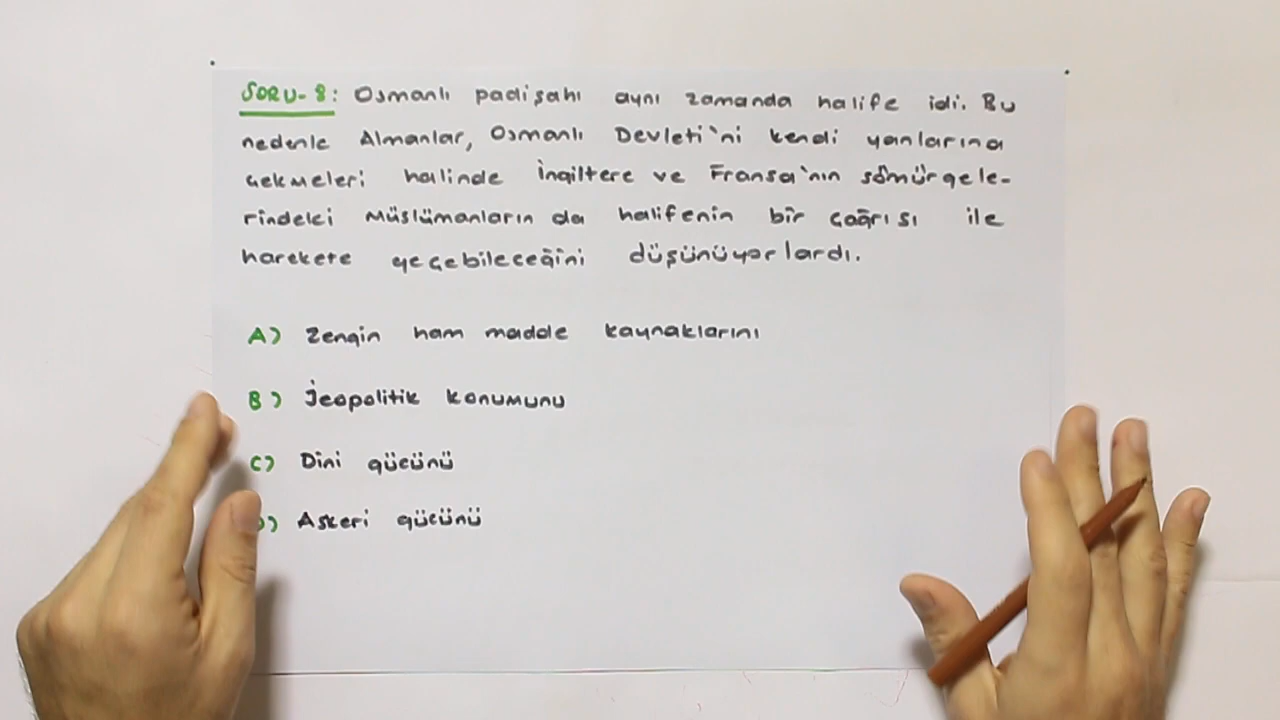 SORU-8: Osmanlı padişahı aynı zamanda halife idi. Bu
nedenle Almanlar, Osmanlı Devleti'ni kendi yanlarına
çekmeleri halinde İngiltere ve Fransa'nın sömürgele-
rindeki Müslümanların da halifenin bir çağrısı ile
harekete geçebileceğini düşünüyorlardı.
A) Zengin ham madde kaynaklarını
B) Jeopolitik konumunu
C) Dini gücünü
D) Askeri gücünü